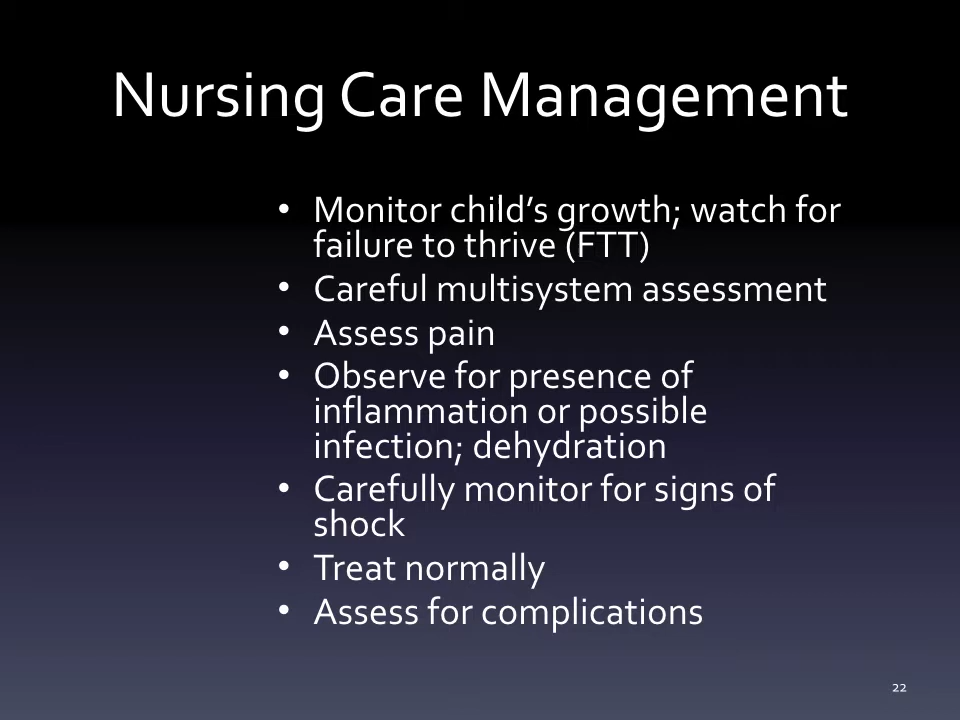 Nursing Care Management
• Monitor child’s growth; watch for
failure to thrive (FTT)
• Careful multisystem assessment
• Assess pain
• Observe for presence of
inflammation or possible
infection; dehydration
• Carefully monitor for signs of
shock
• Treat normally
• Assess for complications
22